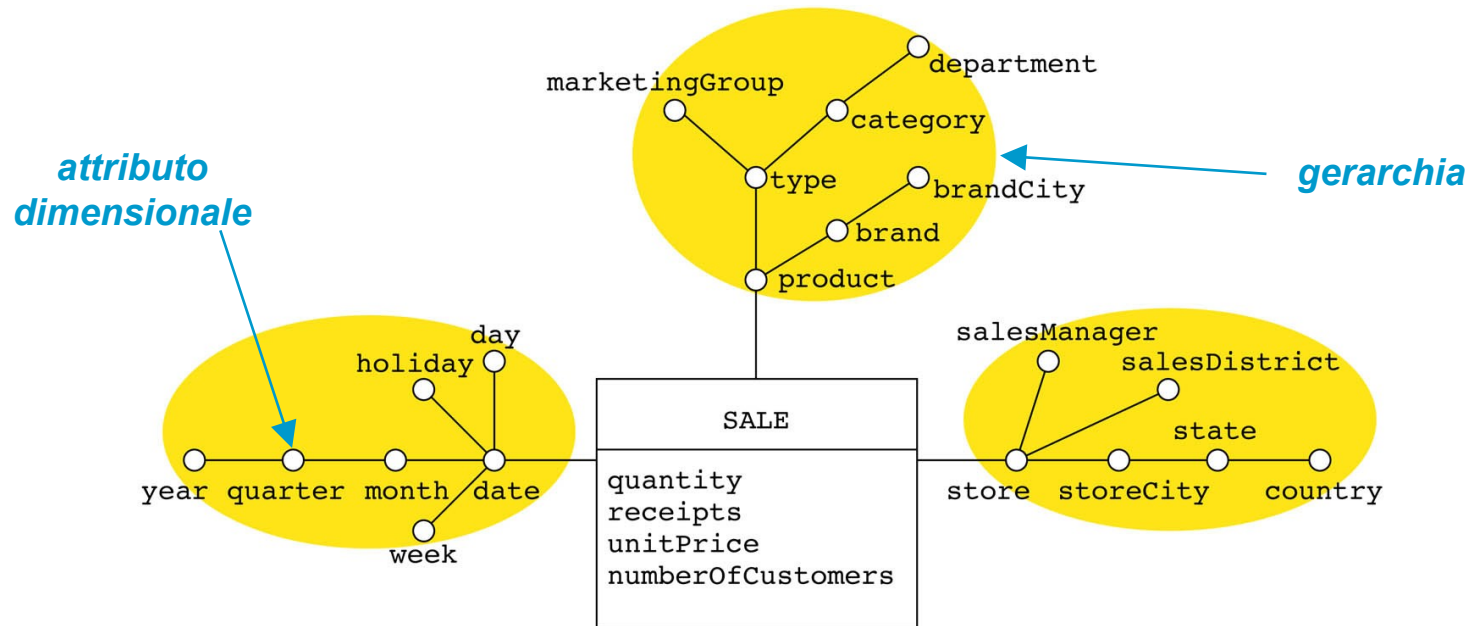 department
marketingGroup
category
attributo
dimensionale
type
brandCity
gerarchia
brand
product
day
holiday
salesManager
salesDistrict
SALE
state
year quarter month date
quantity
receipts
unitPrice
numberOfCustomers
store storeCity country
week